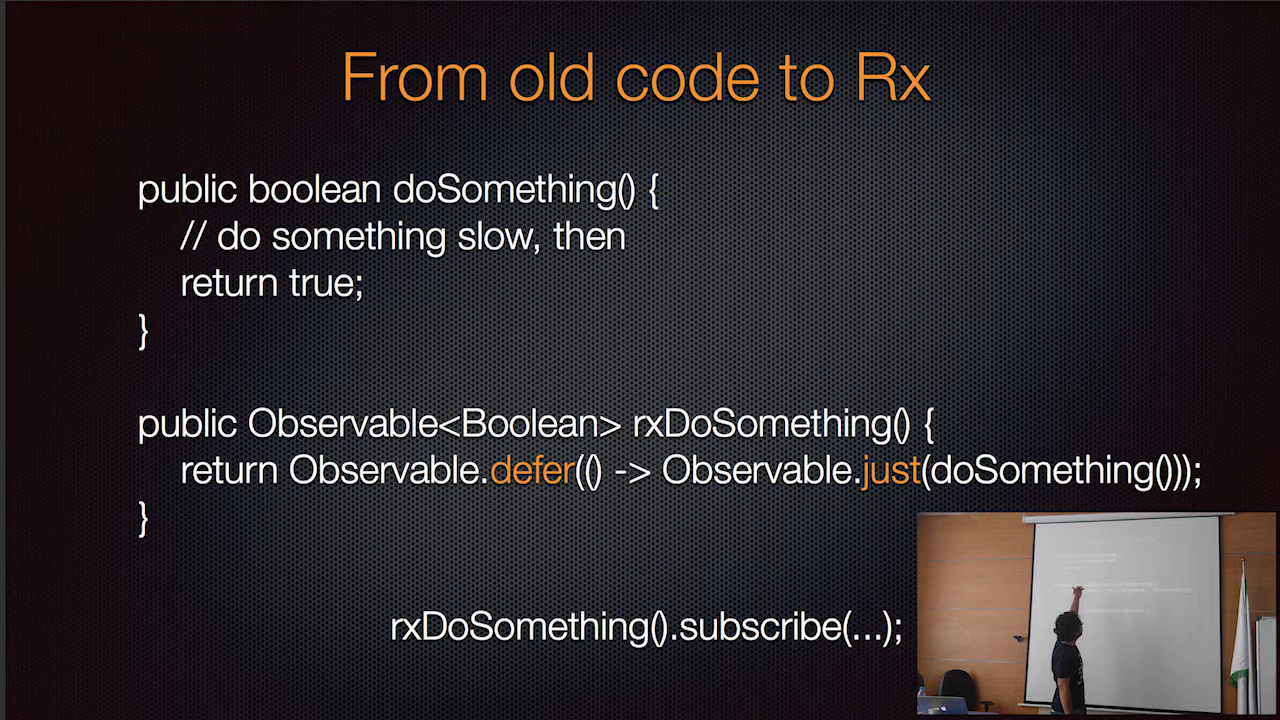 From old code to Rx
public boolean doSomething() {
// do something slow, then
return true;
}
public Observable<Boolean> rxDoSomething() {
return Observable.defer(() -> Observable.just(doSomething()));
}
rxDoSomething().subscribe(...);